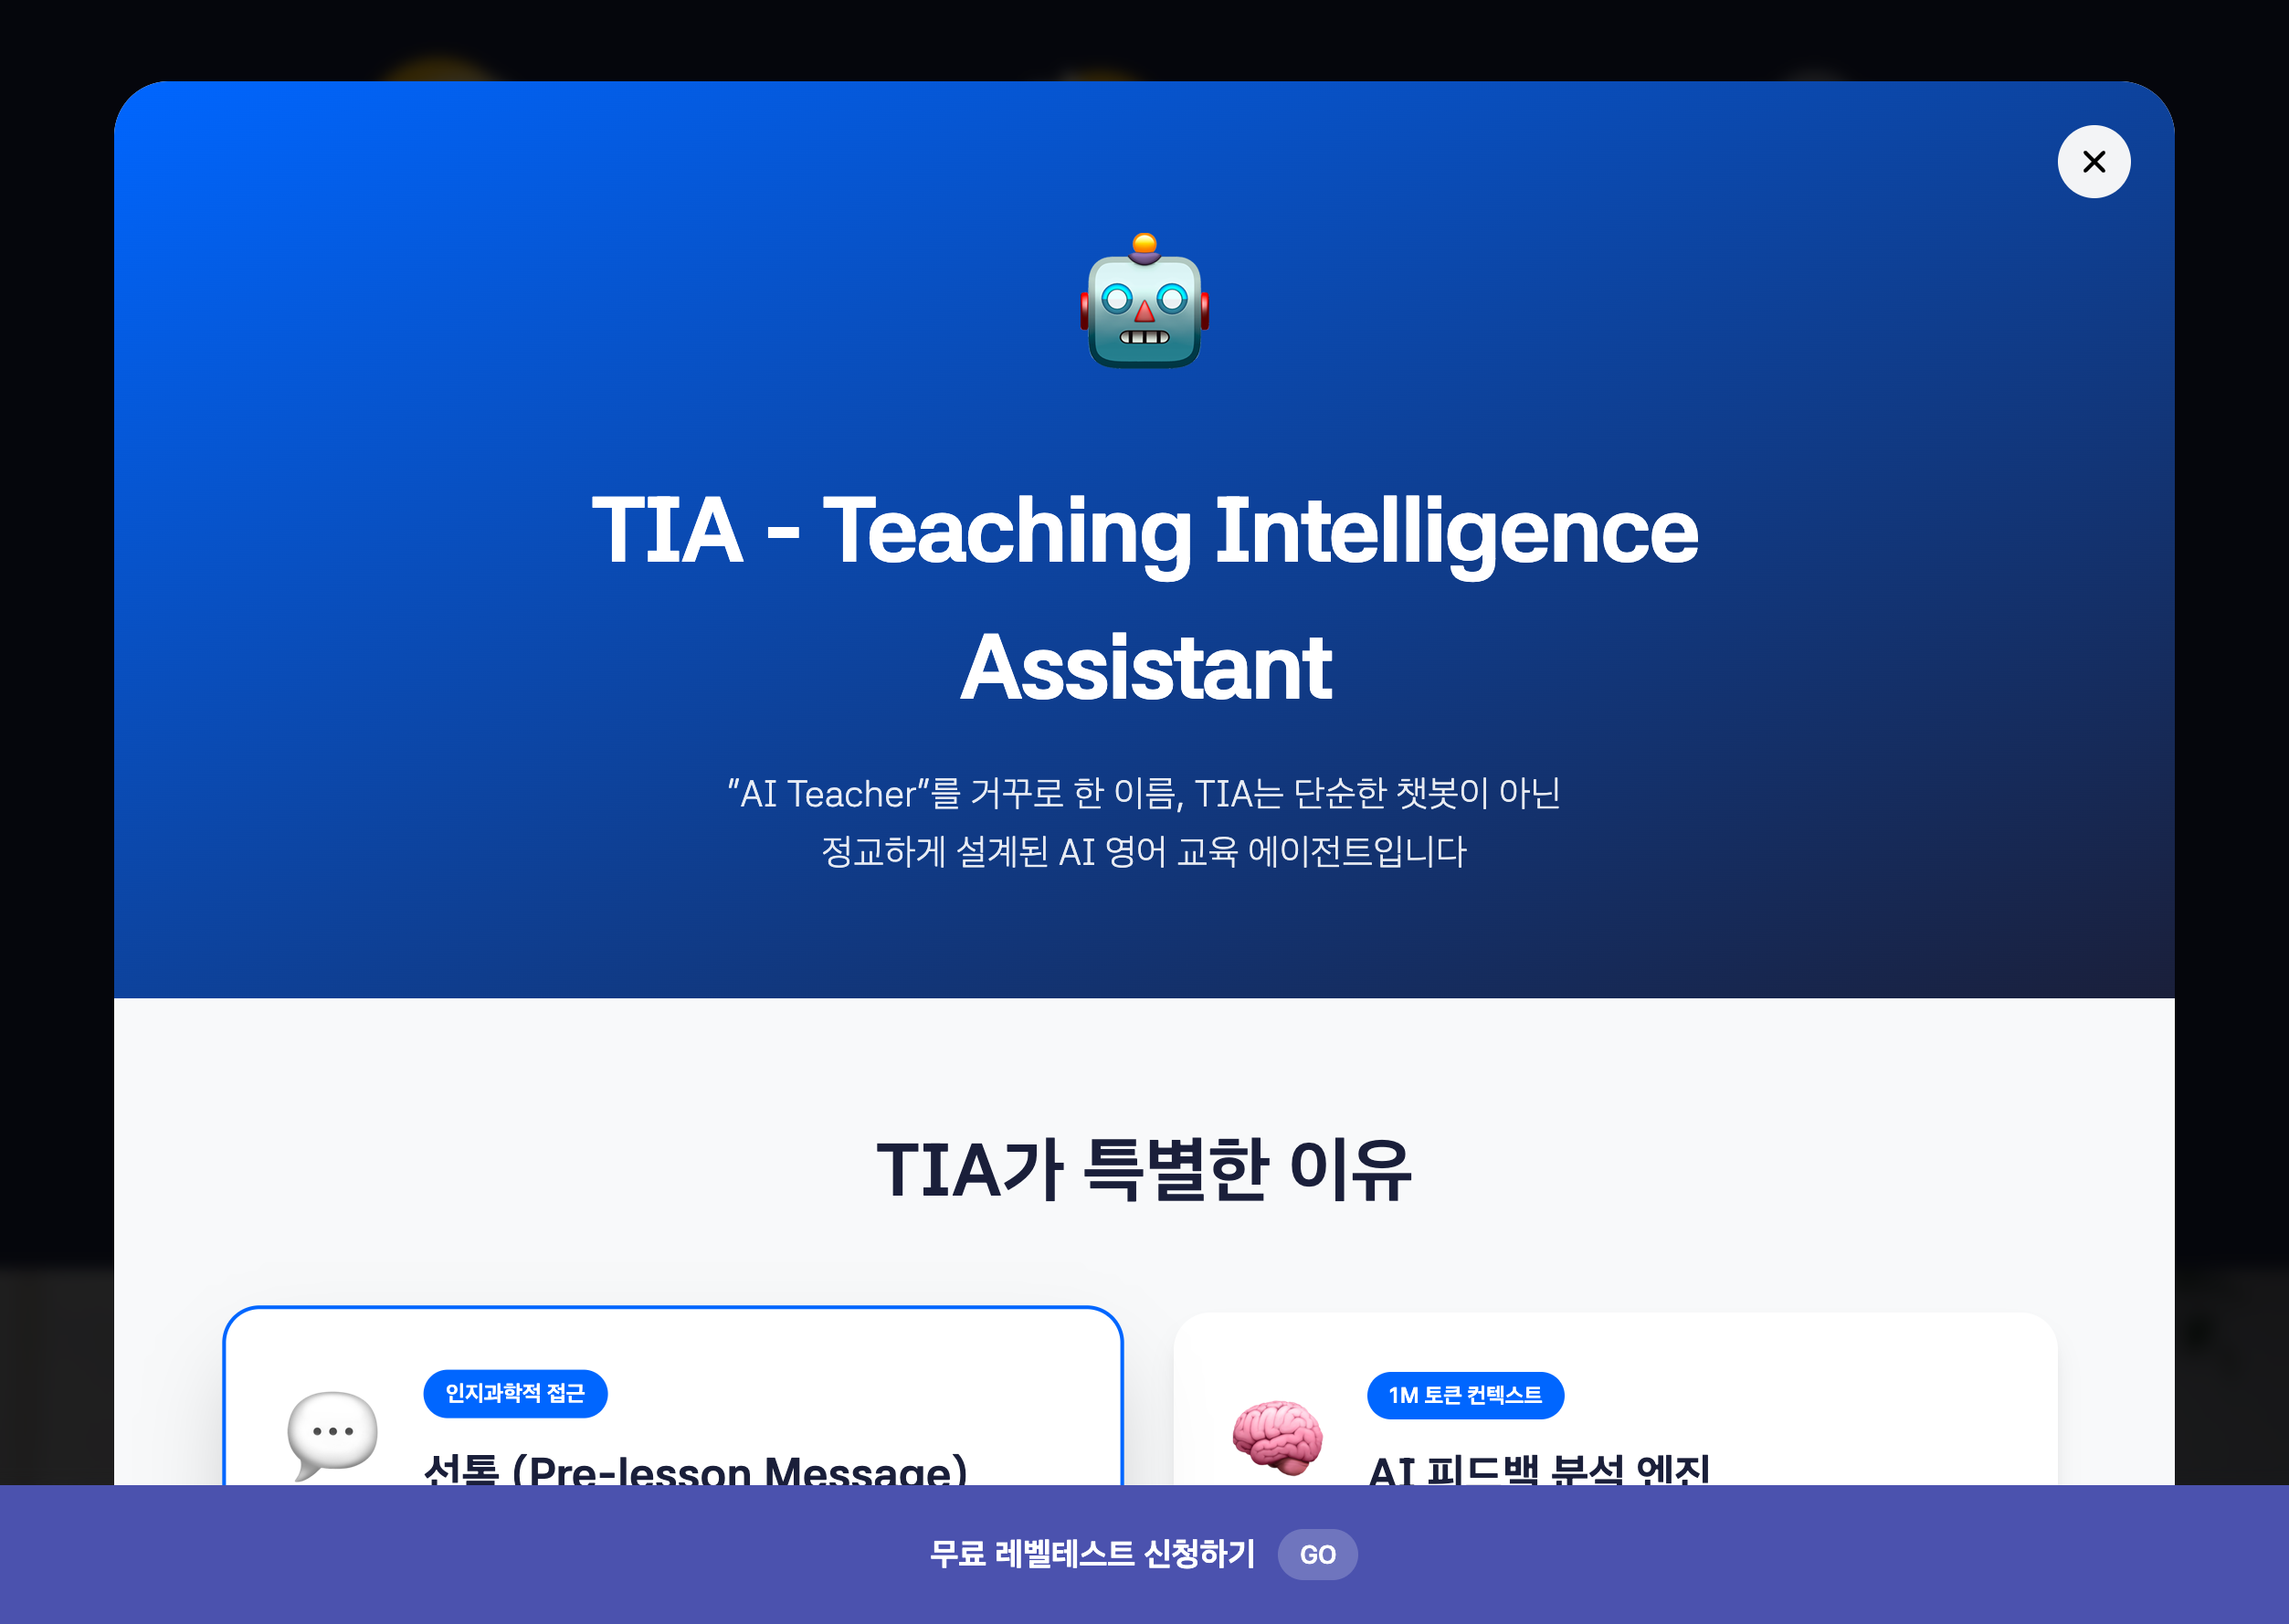 TIA - Teaching Intelligence
Assistant
"AI Teacher"를 거꾸로 한 이름, TIA는 단순한 챗봇이 아닌
정교하게 설계된 AI 영어 교육 에이전트입니다
TIA가 특별한 이유
인지과학적 접근
선톡 (Pre-lesson Message)
1M 토큰 컨텍스트
AI 피드백 분석 엔진
무료 레벨테스트 신청하기 GO